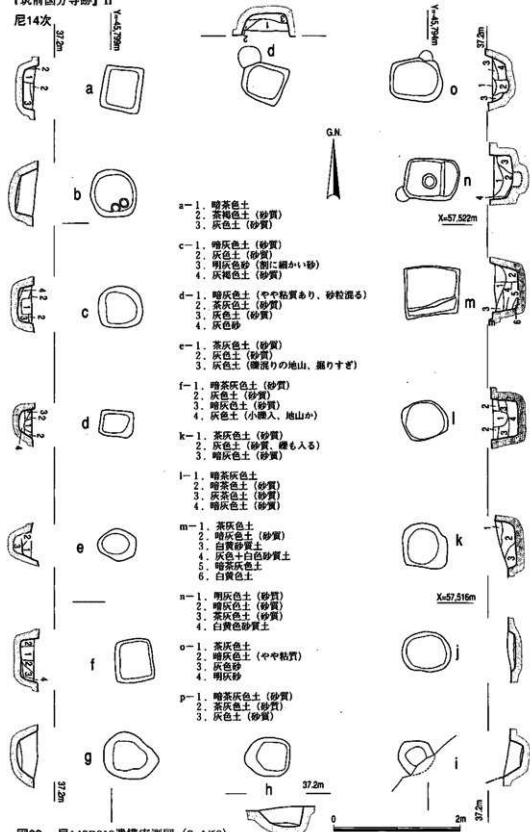 『筑前国分寺跡』II
尼14次
37.2m
Y=-45,799m
Y=-45,794m
37.2m
a
b
c
d
e
f
g
h
i
j
k
l
m
n
o
d
G.N.
X=57,522m
X=57,516m
a-1. 暗茶色土
2. 茶褐色土（砂質）
3. 灰色土（砂質）
c-1. 暗灰色土（砂質）
2. 灰色土（砂質）
3. 明灰色砂（割に細かい砂）
4. 灰褐色土（砂質）
d-1. 暗灰色土（やや粘質あり、砂粒混る）
2. 茶灰色土（砂質）
3. 灰色土（砂質）
4. 灰色砂
e-1. 茶灰色土（砂質）
2. 灰色土（砂質）
3. 灰色土（礫混りの地山、掘りすぎ）
f-1. 暗茶灰色土（砂質）
2. 灰色土（砂質）
3. 暗灰色土（砂質）
4. 灰色土（小礫入、地山か）
k-1. 茶灰色土（砂質）
2. 灰色土（砂質、礫も入る）
3. 暗灰色土（砂質）
l-1. 暗茶灰色土
2. 暗茶色土（砂質）
3. 灰茶色土（砂質）
4. 暗灰色土（砂質）
m-1. 茶灰色土
2. 暗灰色土（砂質）
3. 白黄砂質土
4. 灰色＋白色砂質土
5. 暗茶灰色土
6. 白黄色土
n-1. 明灰色土（砂質）
2. 暗灰色土（砂質）
3. 茶灰色土（砂質）
4. 白黄色砂質土
o-1. 茶灰色土
2. 暗灰色土（やや粘質）
3. 灰色砂
4. 明灰砂
p-1. 暗茶灰色土（砂質）
2. 茶灰色土（砂質）
3. 灰色土（砂質）
37.2m
37.2m
37.2m
0 2m